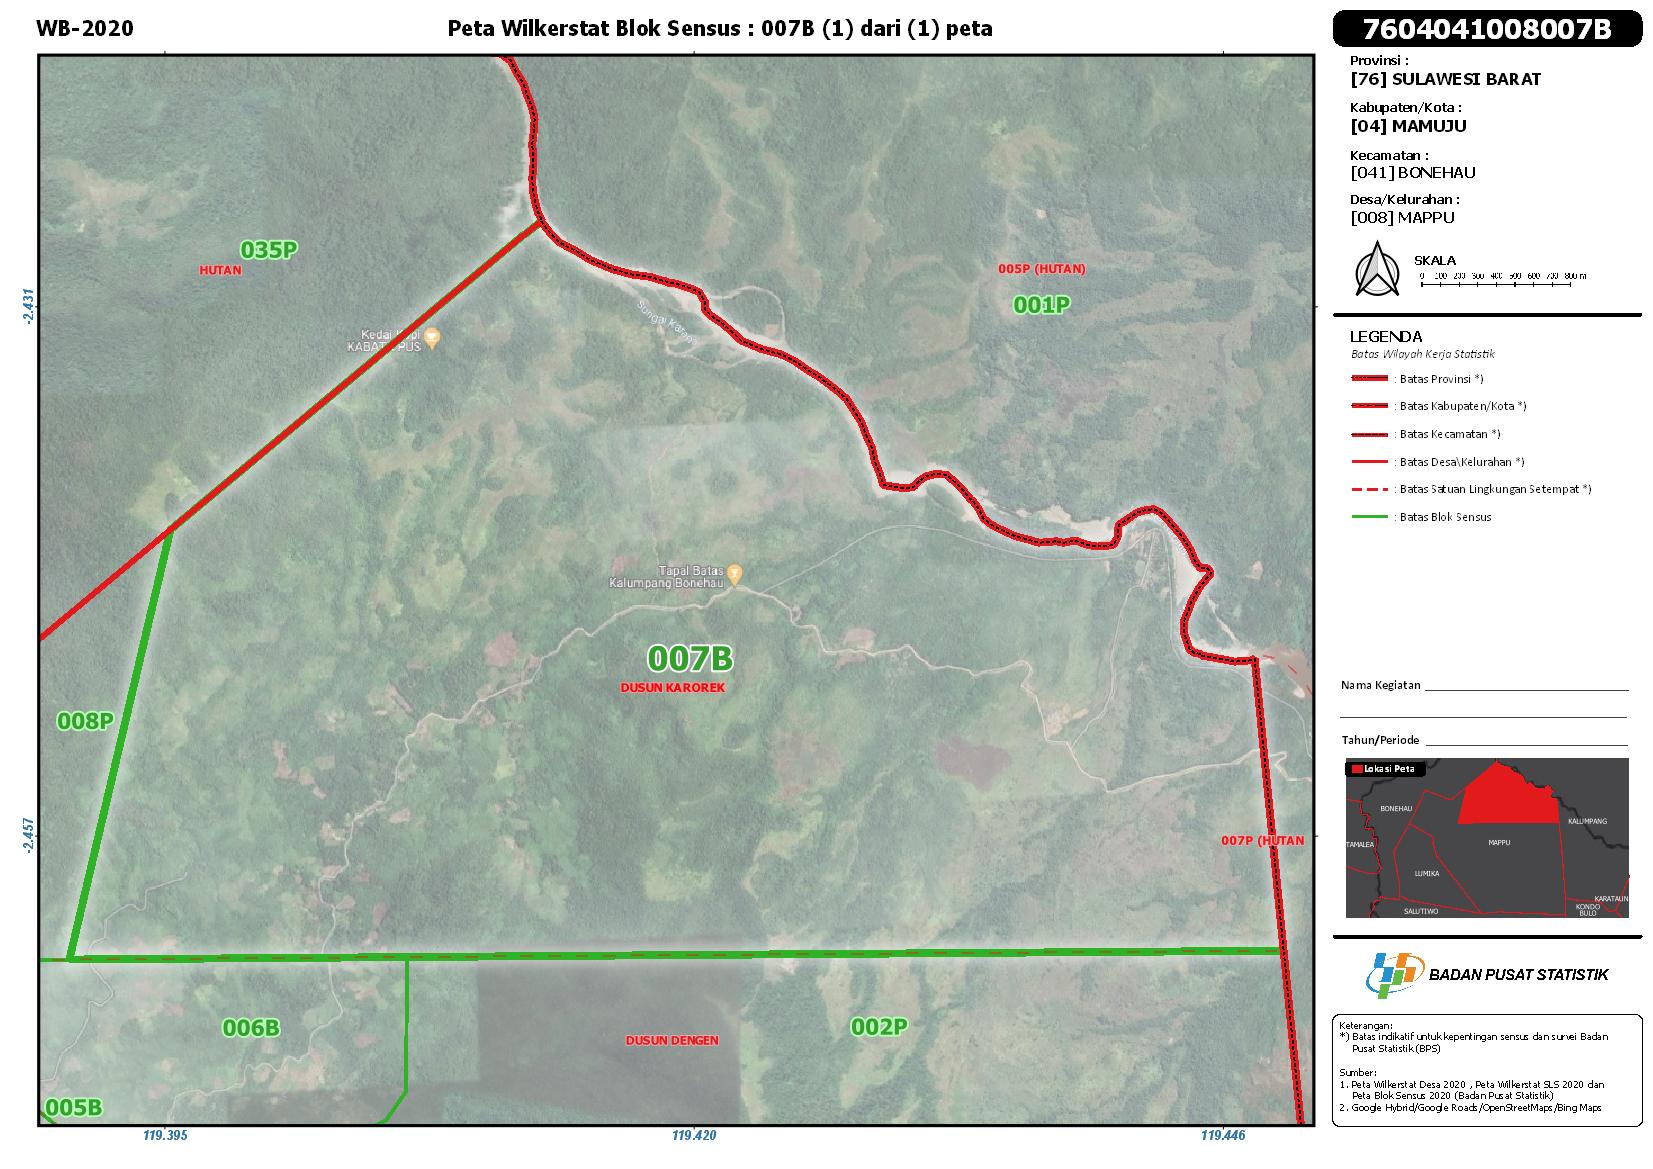 WB-2020
Peta Wilkerstat Blok Sensus : 007B (1) dari (1) peta
7604041008007B
Provinsi :
[76] SULAWESI BARAT
Kabupaten/Kota :
[04] MAMUJU
Kecamatan :
[041] BONEHAU
Desa/Kelurahan :
[008] MAPPU
SKALA
0 100 200 300 400 500 600 700 800 m
LEGENDA
Batas Wilayah Kerja Statistik
: Batas Provinsi *)
: Batas Kabupaten/Kota *)
: Batas Kecamatan *)
: Batas Desa\Kelurahan *)
: Batas Satuan Lingkungan Setempat *)
: Batas Blok Sensus
Nama Kegiatan
Tahun/Periode
Lokasi Peta
BONEHAU
KALUMPANG
TAMALEA
MAPPU
LUMIKA
KARATAUN
KONDO
BULO
SALUTIWO
BADAN PUSAT STATISTIK
Keterangan:
*) Batas indikatif untuk kepentingan sensus dan survei Badan
Pusat Statistik (BPS)
Sumber:
1. Peta Wilkerstat Desa 2020 , Peta Wilkerstat SLS 2020 dan
Peta Blok Sensus 2020 (Badan Pusat Statistik)
2. Google Hybrid/Google Roads/OpenStreetMaps/Bing Maps
035P
HUTAN
005P (HUTAN)
001P
Sungai
Kedai
Tapal Batas
Kalumpang Bonehau
007B
DUSUN KAROREK
008P
007P (HUTAN
006B
002P
DUSUN DENGEN
005B
-2.431
-2.457
119.395
119.420
119.446